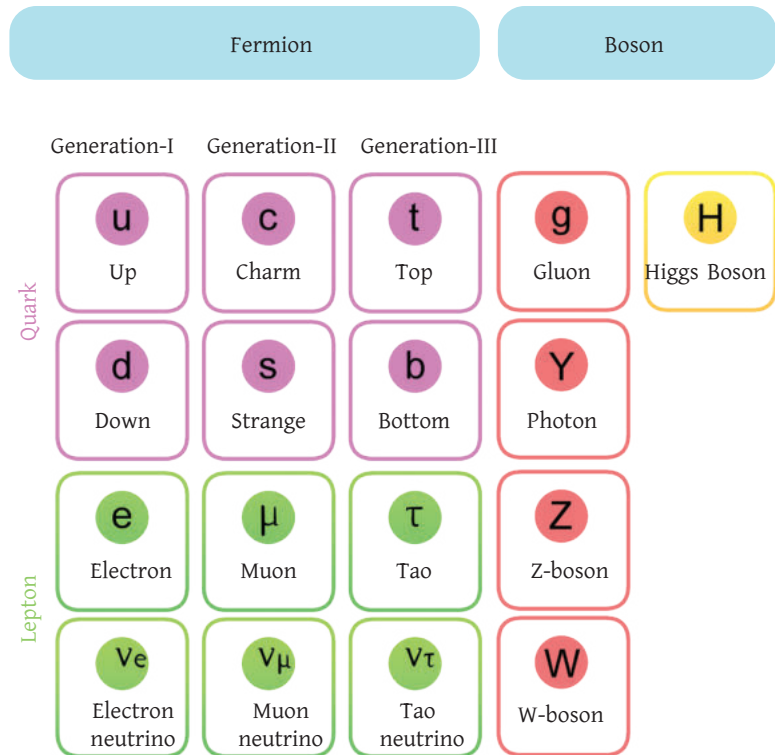 Fermion Boson
Generation-I Generation-II Generation-III
u c t g H
Up Charm Top Gluon Higgs Boson
Quark
d s b Y
Down Strange Bottom Photon
e μ τ Z
Electron Muon Tao Z-boson
Lepton
νe νμ ντ W
Electron Muon Tao W-boson
neutrino neutrino neutrino